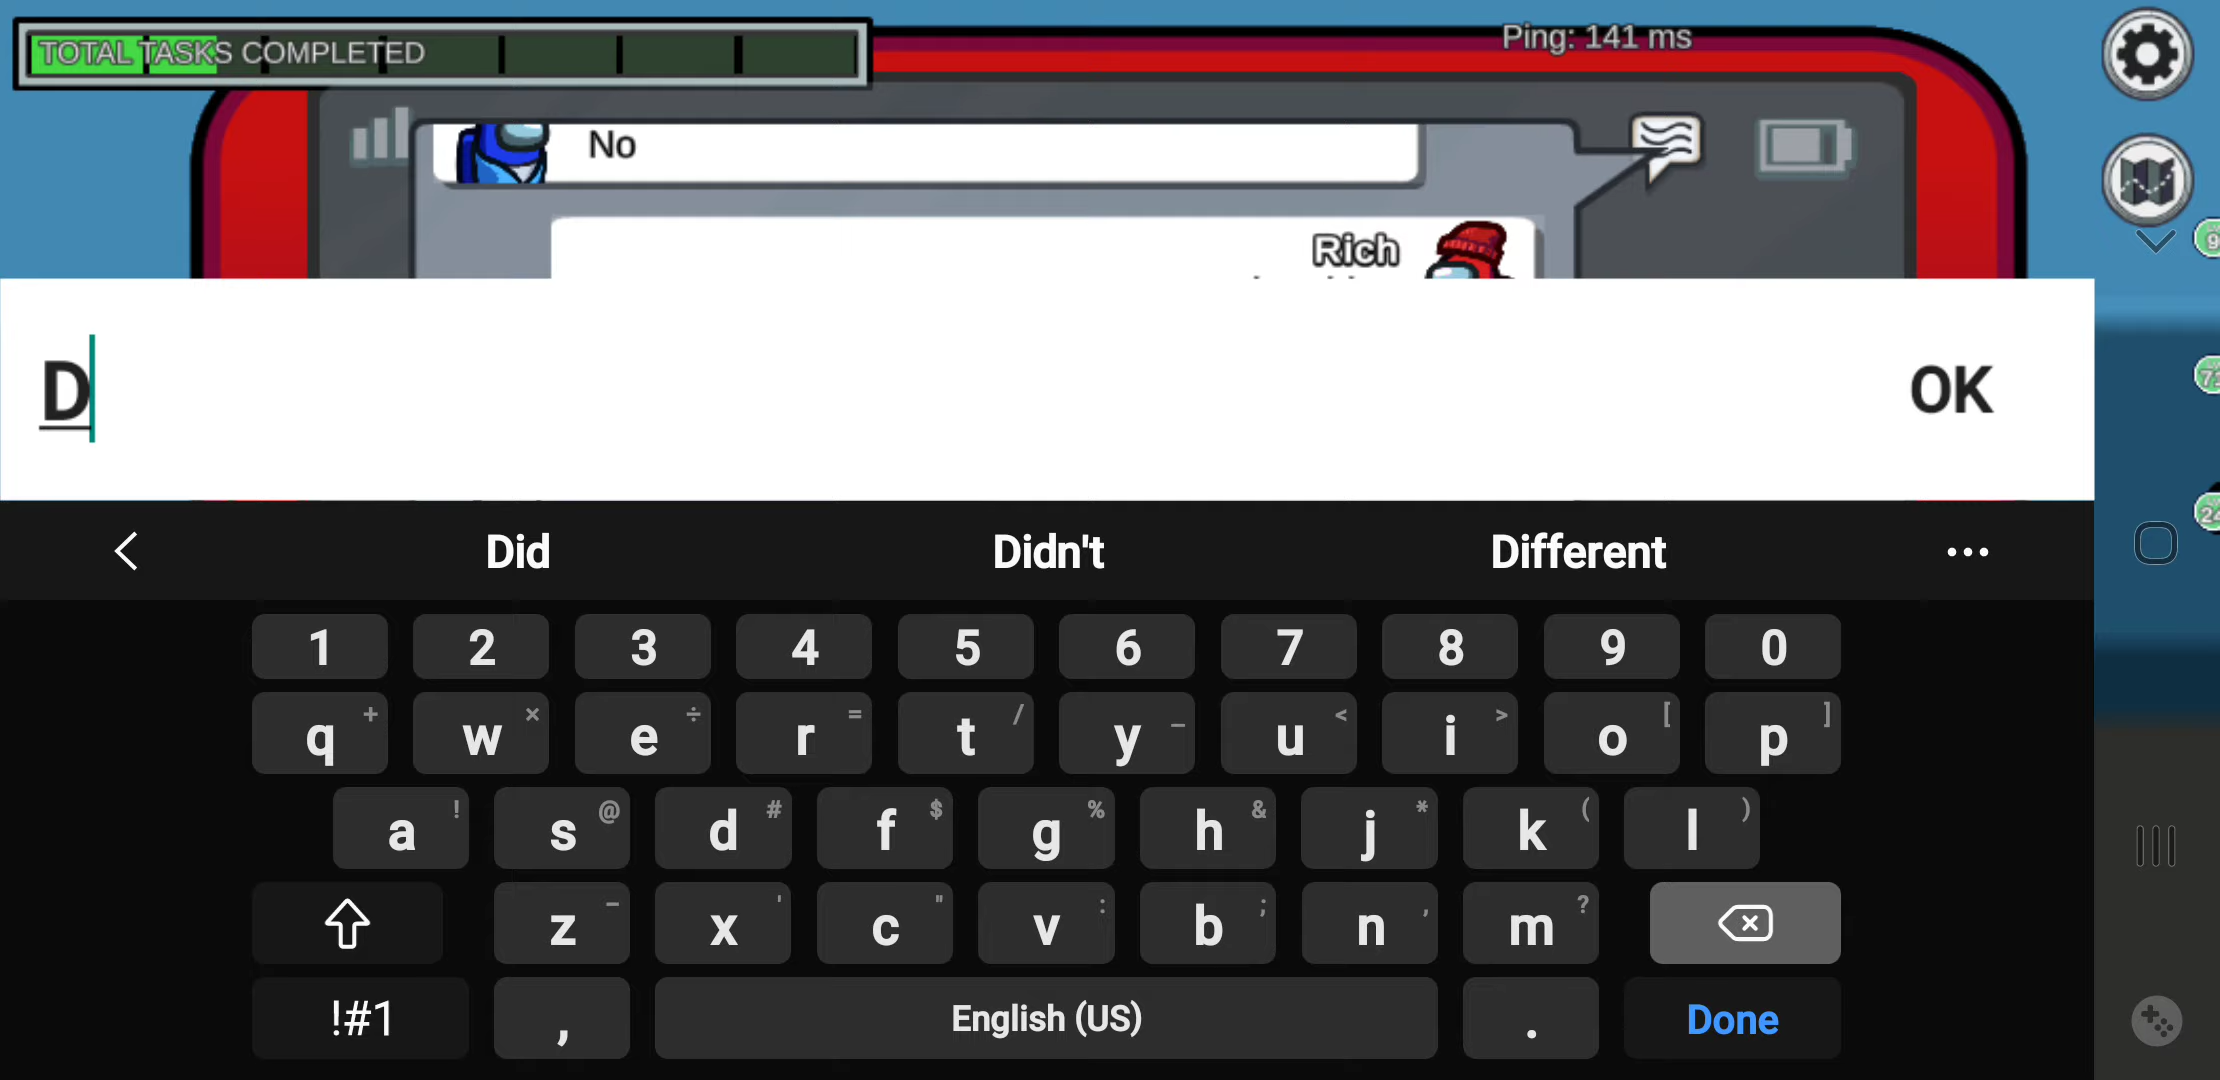 TOTAL TASKS COMPLETED
Ping: 141 ms
No
Rich
D
OK
Did Didn't Different ...
1 2 3 4 5 6 7 8 9 0
q + w × e ÷ r = t / y _ u < i > o [ p ]
a ! s @ d # f $ g % h & j * k ( l )
z - x ' c " v : b ; n , m ?
!#1 , English (US) . Done